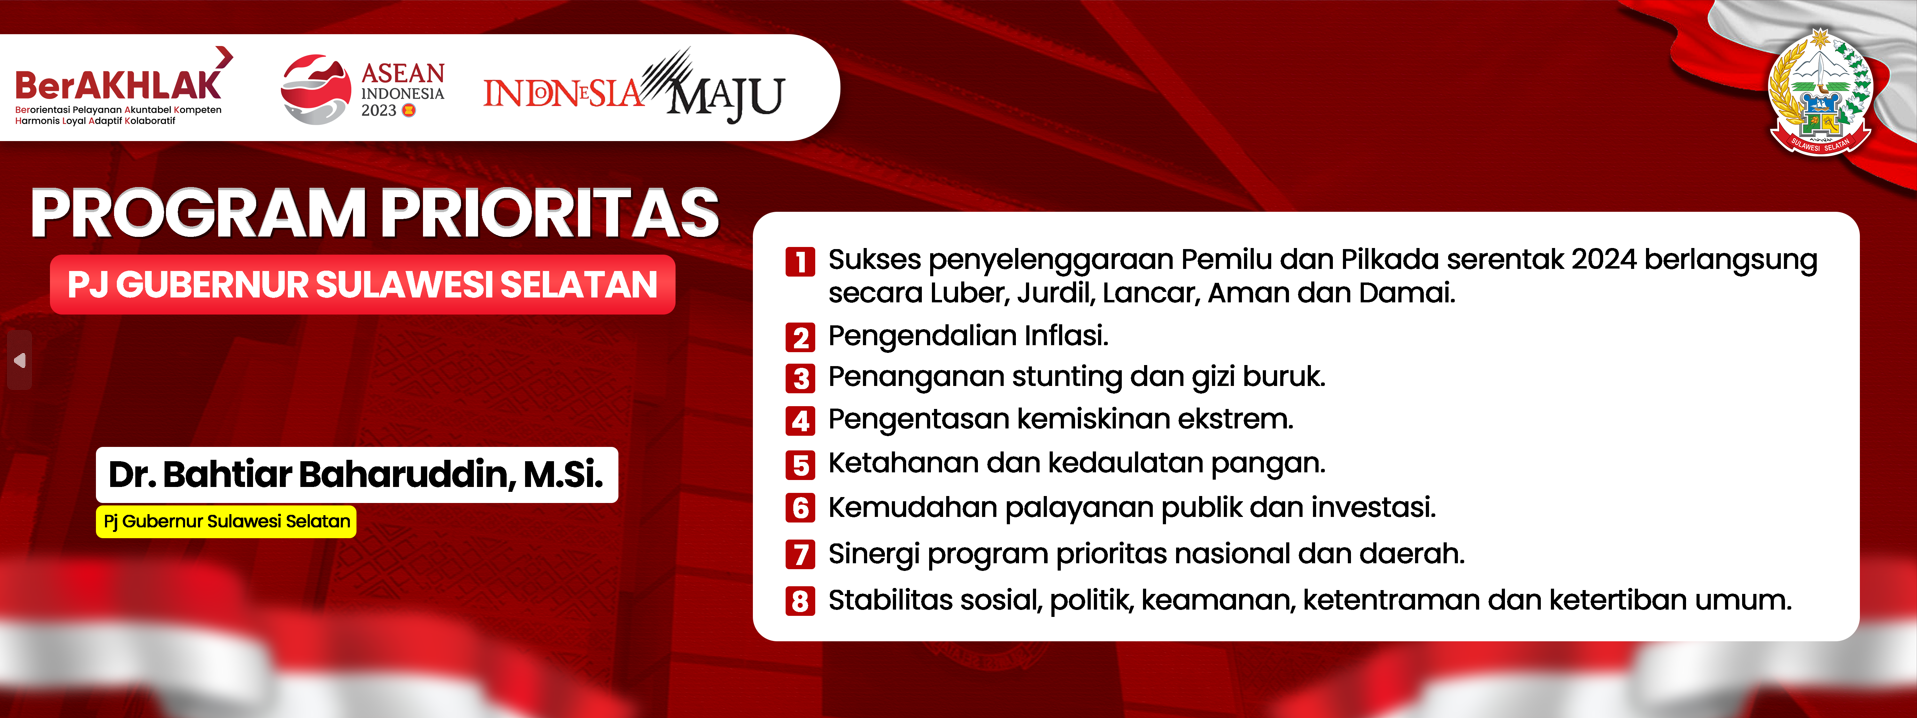 BerAKHLAK
Berorientasi Pelayanan Akuntabel Kompeten
Harmonis Loyal Adaptif Kolaboratif
ASEAN
INDONESIA
2023
INDONESIA MAJU
SULAWESI SELATAN
PROGRAM PRIORITAS
PJ GUBERNUR SULAWESI SELATAN
Dr. Bahtiar Baharuddin, M.Si.
Pj Gubernur Sulawesi Selatan
1 Sukses penyelenggaraan Pemilu dan Pilkada serentak 2024 berlangsung
secara Luber, Jurdil, Lancar, Aman dan Damai.
2 Pengendalian Inflasi.
3 Penanganan stunting dan gizi buruk.
4 Pengentasan kemiskinan ekstrem.
5 Ketahanan dan kedaulatan pangan.
6 Kemudahan palayanan publik dan investasi.
7 Sinergi program prioritas nasional dan daerah.
8 Stabilitas sosial, politik, keamanan, ketentraman dan ketertiban umum.